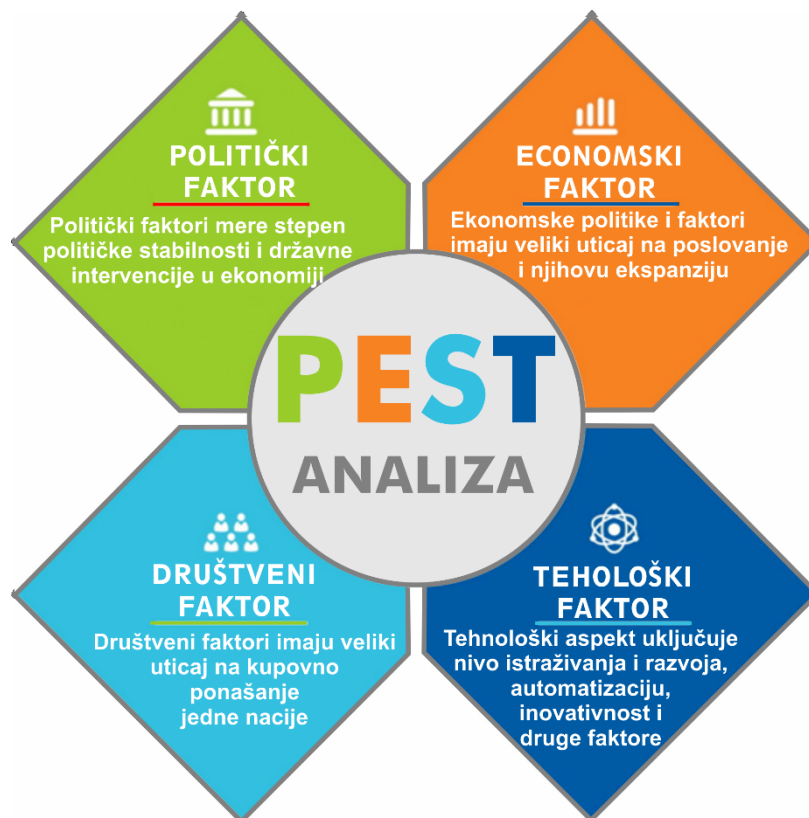 POLITIČKI
FAKTOR
Politički faktori mere stepen
političke stabilnosti i državne
intervencije u ekonomiji
ECONOMSKI
FAKTOR
Ekonomske politike i faktori
imaju veliki uticaj na poslovanje
i njihovu ekspanziju
PEST
ANALIZA
DRUŠTVENI
FAKTOR
Društveni faktori imaju veliki
uticaj na kupovno
ponašanje
jedne nacije
TEHOLOŠKI
FAKTOR
Tehnološki aspekt uključuje
nivo istraživanja i razvoja,
automatizaciju,
inovativnost i
druge faktore